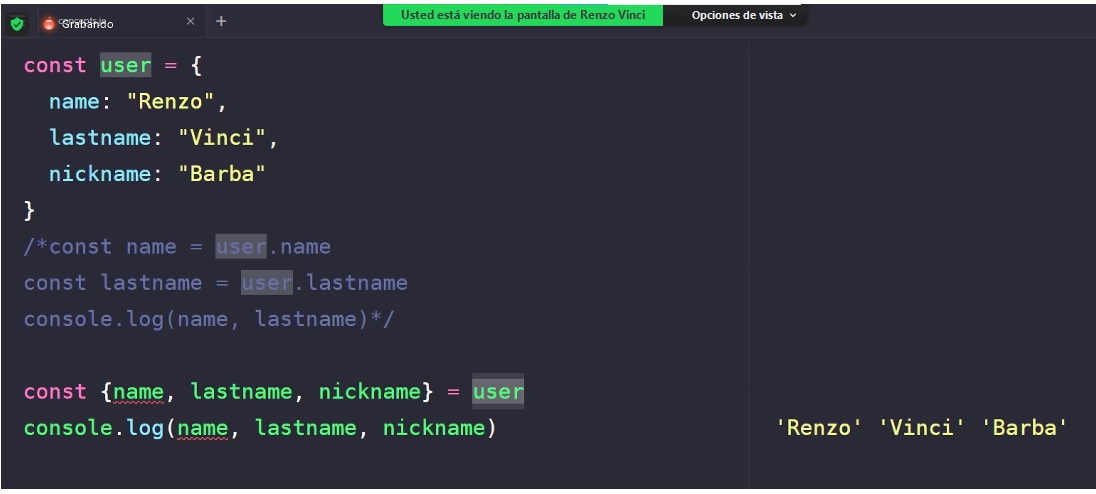 Usted está viendo la pantalla de Renzo Vinci Opciones de vista
Grabando
const user = {
name: "Renzo",
lastname: "Vinci",
nickname: "Barba"
}
/*const name = user.name
const lastname = user.lastname
console.log(name, lastname)*/
const {name, lastname, nickname} = user
console.log(name, lastname, nickname) 'Renzo' 'Vinci' 'Barba'